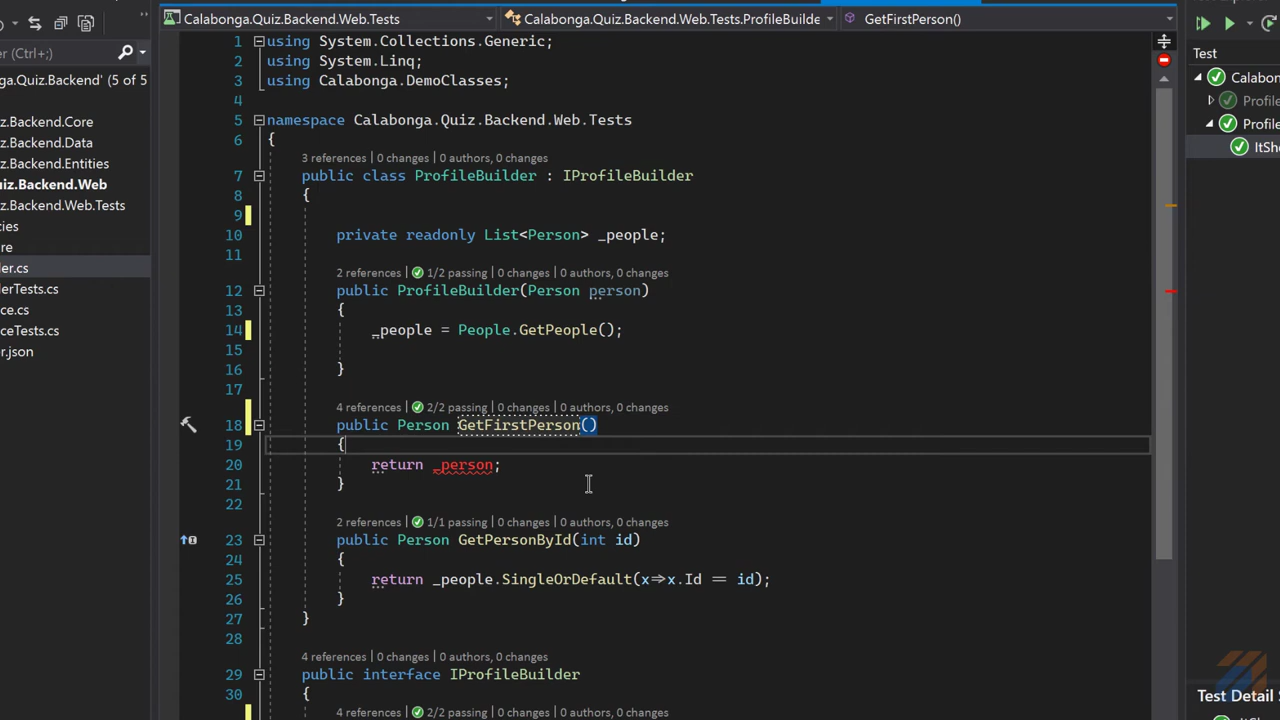 Calabonga.Quiz.Backend.Web.Tests
Calabonga.Quiz.Backend.Web.Tests.ProfileBuilde
GetFirstPerson()
er (Ctrl+;)
a.Quiz.Backend' (5 of 5
z.Backend.Core
z.Backend.Data
z.Backend.Entities
iz.Backend.Web
z.Backend.Web.Tests
cies
re
er.cs
erTests.cs
ce.cs
ceTests.cs
er.json
1 using System.Collections.Generic;
2 using System.Linq;
3 using Calabonga.DemoClasses;
4
5 namespace Calabonga.Quiz.Backend.Web.Tests
6 {
3 references | 0 changes | 0 authors, 0 changes
7 public class ProfileBuilder : IProfileBuilder
8 {
9
10 private readonly List<Person> _people;
11
2 references | 1/2 passing | 0 changes | 0 authors, 0 changes
12 public ProfileBuilder(Person person)
13 {
14 _people = People.GetPeople();
15
16 }
17
4 references | 2/2 passing | 0 changes | 0 authors, 0 changes
18 public Person GetFirstPerson()
19 {
20 return _person;
21 }
22
2 references | 1/1 passing | 0 changes | 0 authors, 0 changes
23 public Person GetPersonById(int id)
24 {
25 return _people.SingleOrDefault(x=>x.Id == id);
26 }
27 }
28
4 references | 0 changes | 0 authors, 0 changes
29 public interface IProfileBuilder
30 {
4 references | 2/2 passing | 0 changes | 0 authors, 0 changes
Test
Calabon
Profile
Profile
ItSho
Test Detail S